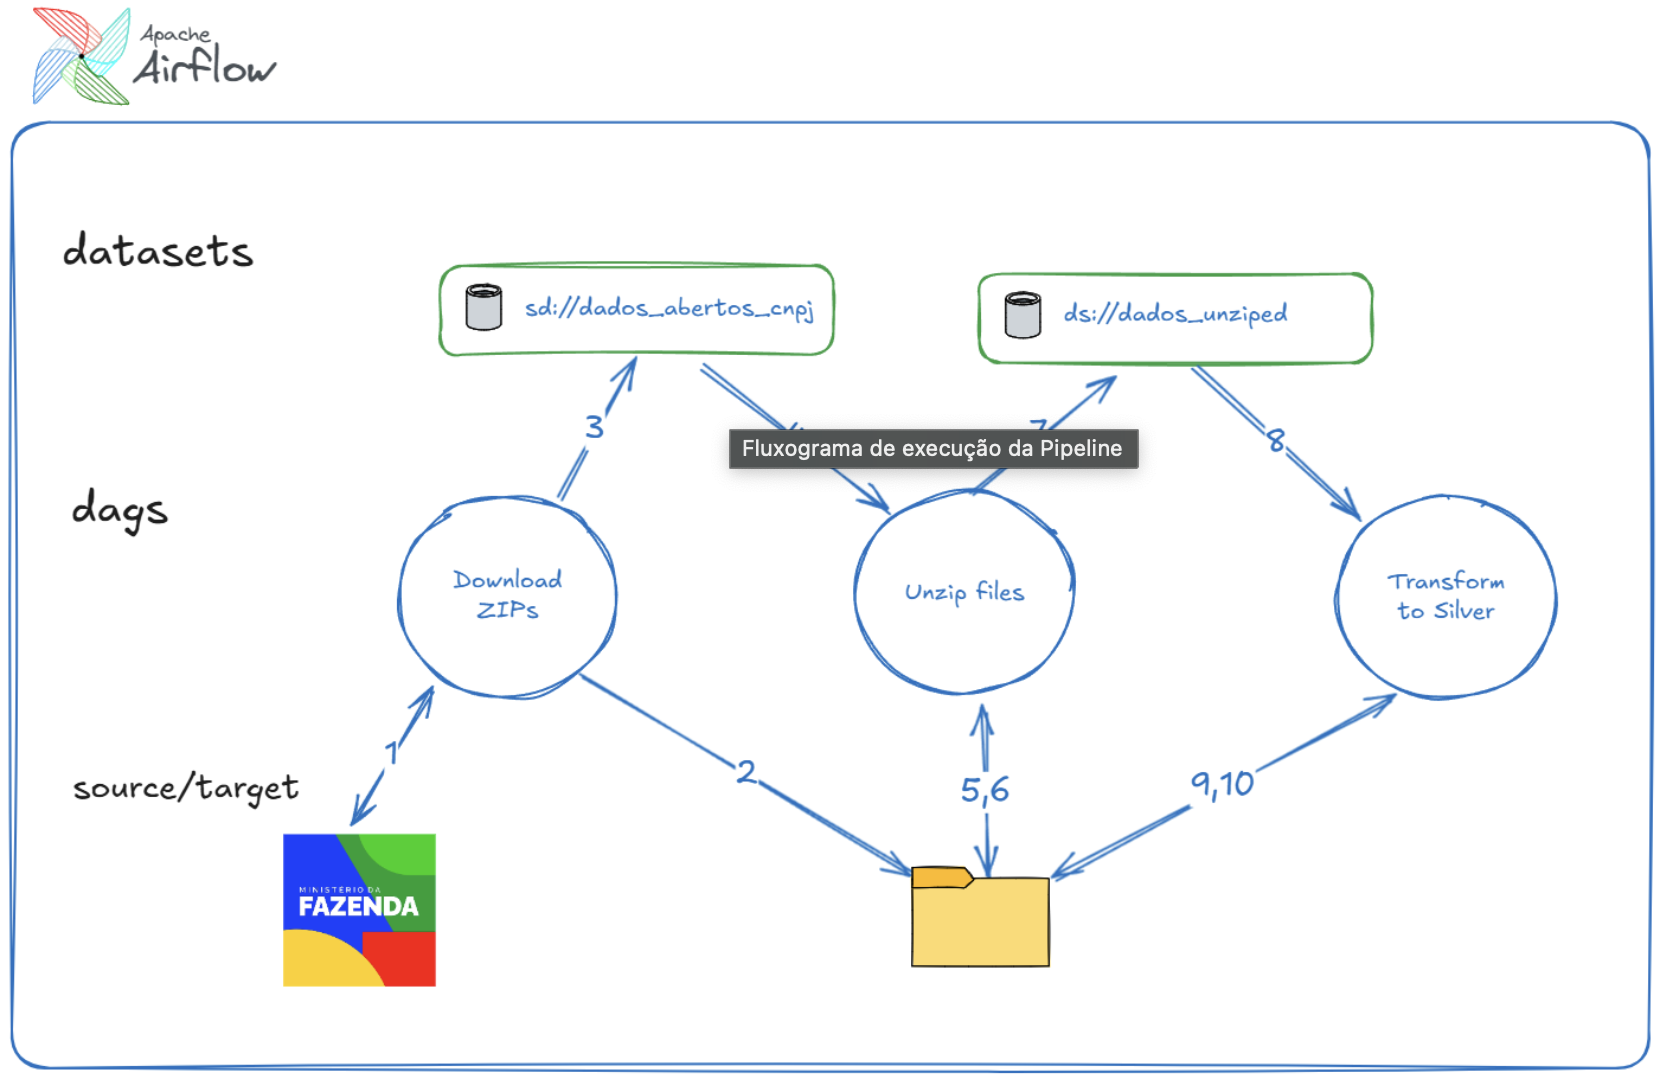 Apache
Airflow
datasets
sd://dados_abertos_cnpj
ds://dados_unziped
3
8
Fluxograma de execução da Pipeline
dags
Download
ZIPs
Unzip files
Transform
to Silver
1
2
5,6
9,10
source/target
MINISTÉRIO DA
FAZENDA